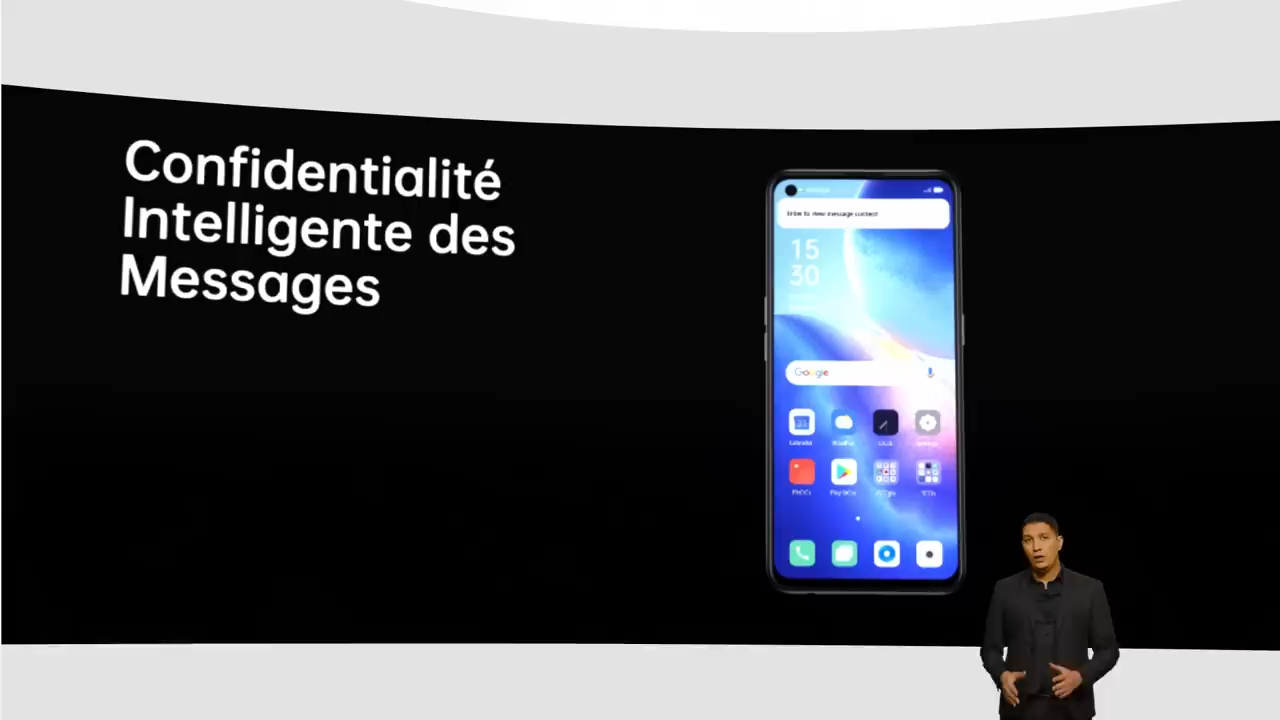 Confidentialité
Intelligente des
Messages
Enter to view message content
15
30
Google